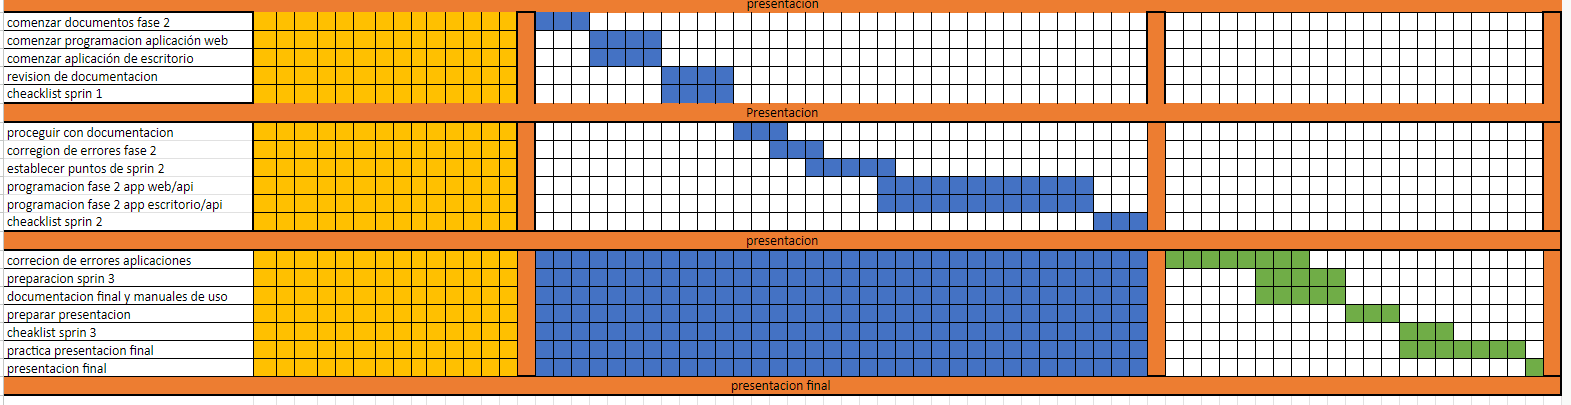 presentacion
comenzar documentos fase 2
comenzar programacion aplicación web
comenzar aplicación de escritorio
revision de documentacion
cheacklist sprin 1
Presentacion
proceguir con documentacion
corregion de errores fase 2
establecer puntos de sprin 2
programacion fase 2 app web/api
programacion fase 2 app escritorio/api
cheacklist sprin 2
presentacion
correcion de errores aplicaciones
preparacion sprin 3
documentacion final y manuales de uso
preparar presentacion
cheaklist sprin 3
practica presentacion final
presentacion final
presentacion final